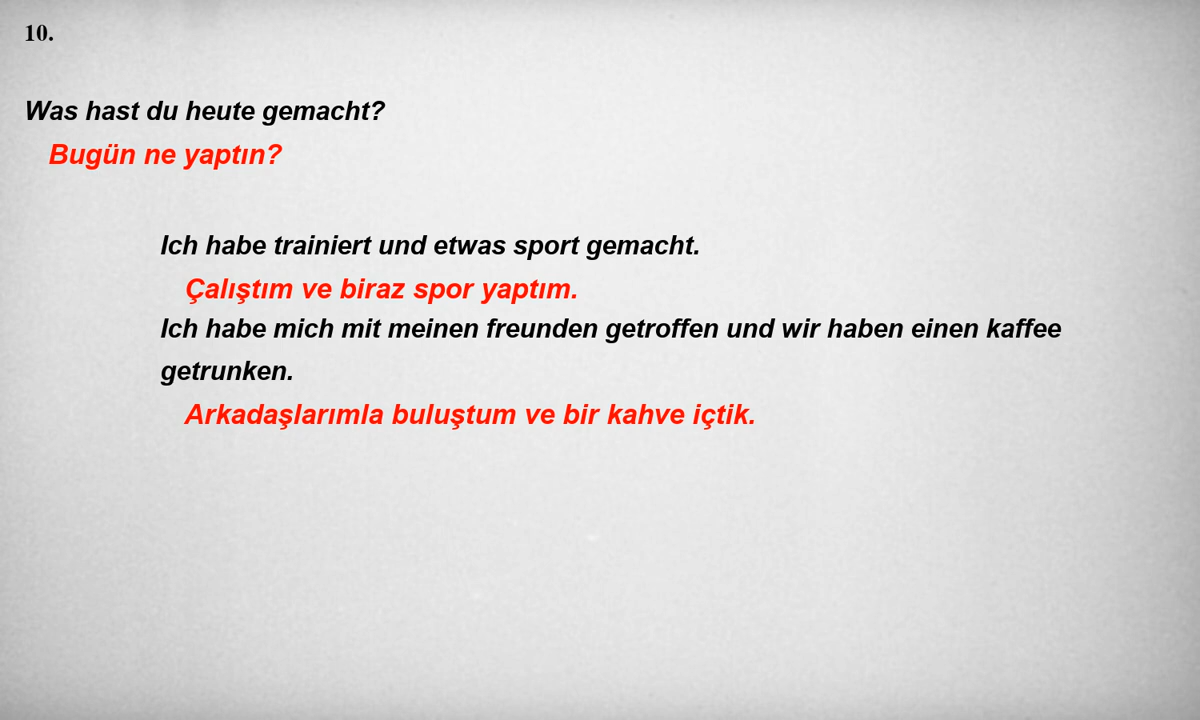 10.
Was hast du heute gemacht?
Bugün ne yaptın?
Ich habe trainiert und etwas sport gemacht.
Çalıştım ve biraz spor yaptım.
Ich habe mich mit meinen freunden getroffen und wir haben einen kaffee
getrunken.
Arkadaşlarımla buluştum ve bir kahve içtik.